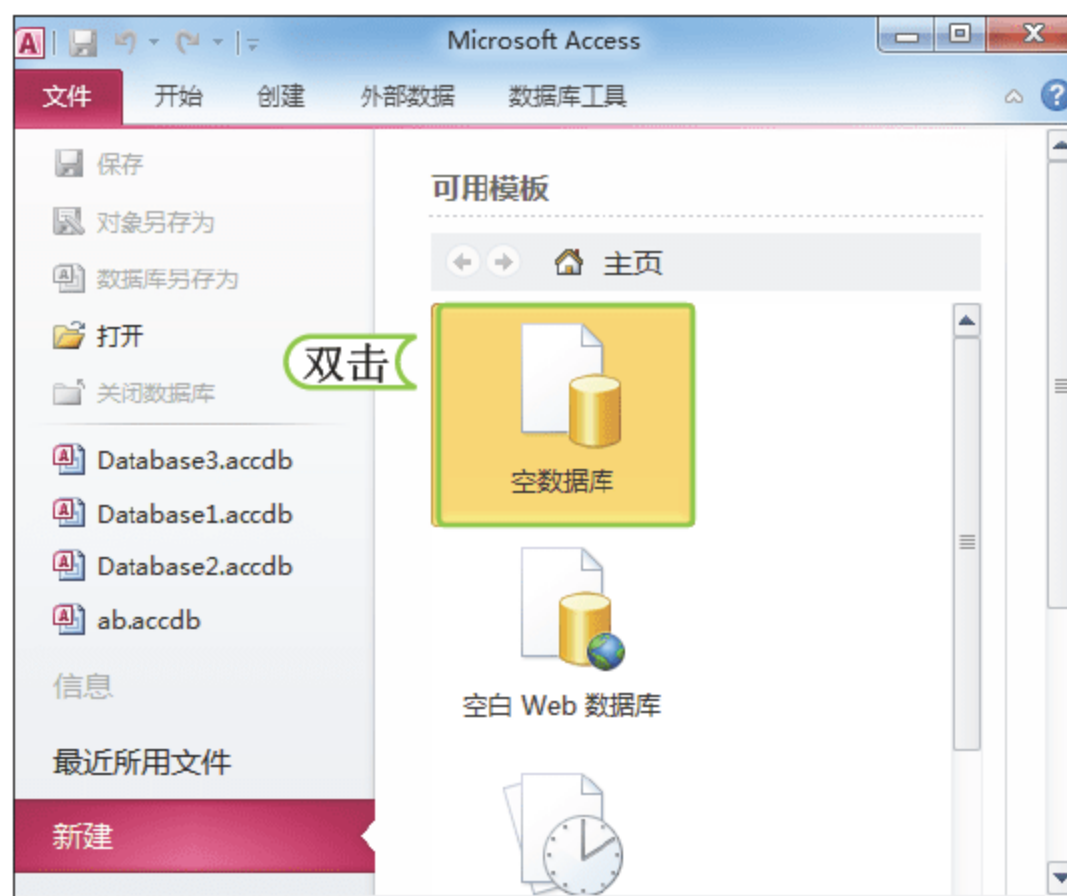 Microsoft Access
文件 开始 创建 外部数据 数据库工具
保存
对象另存为
数据库另存为
打开
关闭数据库
Database3.accdb
Database1.accdb
Database2.accdb
ab.accdb
信息
最近所用文件
新建
可用模板
主页
双击
空数据库
空白 Web 数据库